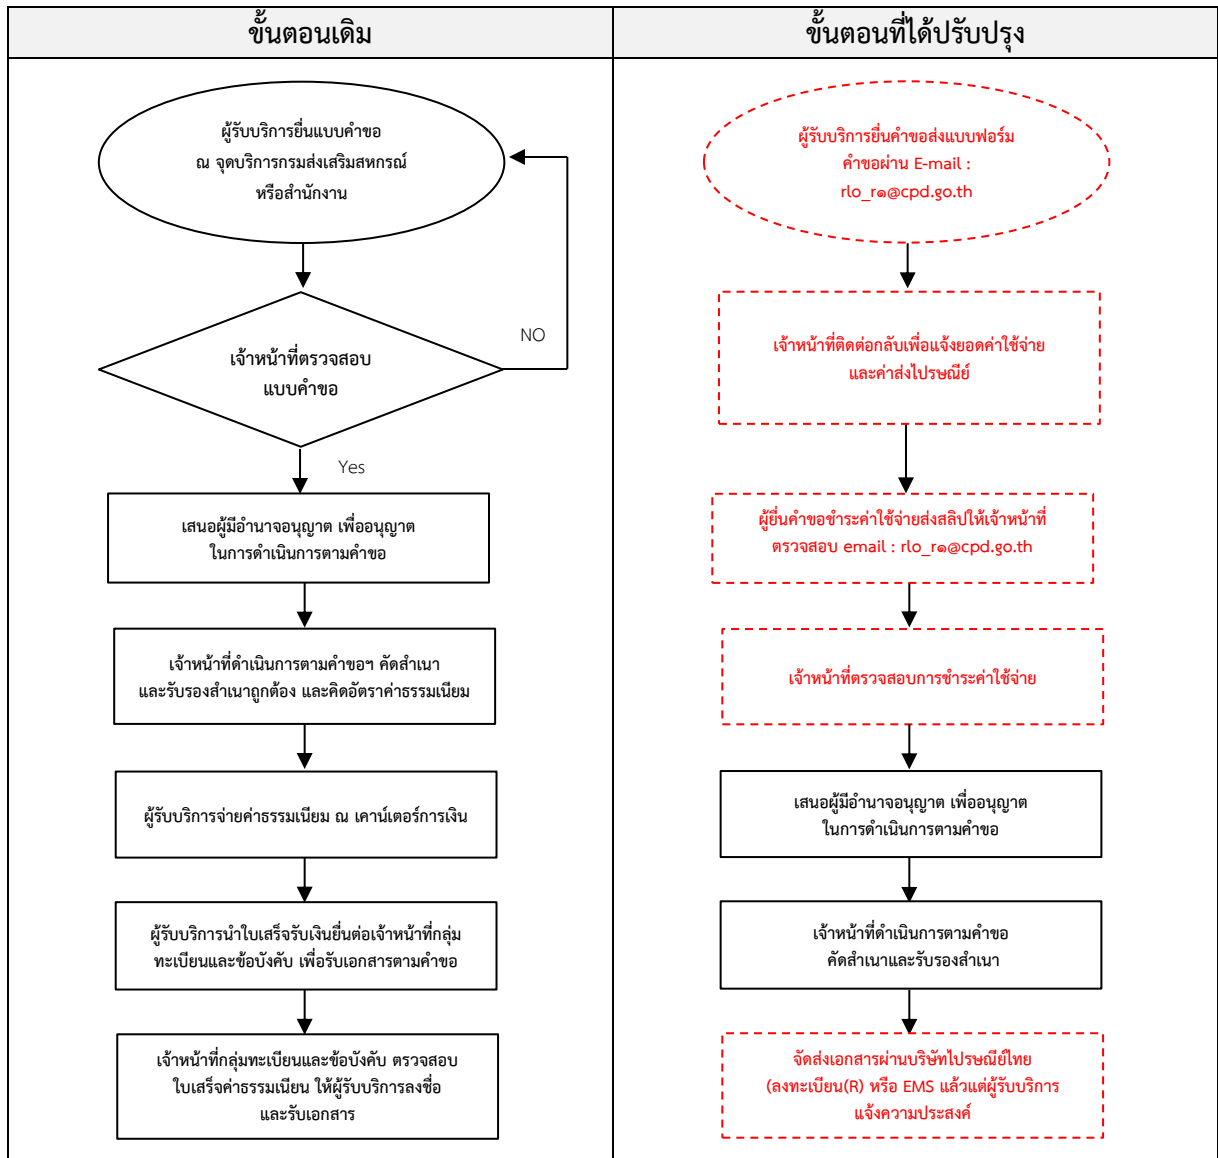 ขั้นตอนเดิม
ผู้รับบริการยื่นแบบคำขอ
ณ จุดบริการกรมส่งเสริมสหกรณ์
หรือสำนักงาน
NO
เจ้าหน้าที่ตรวจสอบ
แบบคำขอ
Yes
เสนอผู้มีอำนาจอนุญาต เพื่ออนุญาต
ในการดำเนินการตามคำขอ
เจ้าหน้าที่ดำเนินการตามคำขอฯ คัดสำเนา
และรับรองสำเนาถูกต้อง และคิดอัตราค่าธรรมเนียม
ผู้รับบริการจ่ายค่าธรรมเนียม ณ เคาน์เตอร์การเงิน
ผู้รับบริการนำใบเสร็จรับเงินยื่นต่อเจ้าหน้าที่กลุ่ม
ทะเบียนและข้อบังคับ เพื่อรับเอกสารตามคำขอ
เจ้าหน้าที่กลุ่มทะเบียนและข้อบังคับ ตรวจสอบ
ใบเสร็จค่าธรรมเนียน ให้ผู้รับบริการลงชื่อ
และรับเอกสาร
ขั้นตอนที่ได้ปรับปรุง
ผู้รับบริการยื่นคำขอส่งแบบฟอร์ม
คำขอผ่าน E-mail :
rlo_r๑@cpd.go.th
เจ้าหน้าที่ติดต่อกลับเพื่อแจ้งยอดค่าใช้จ่าย
และค่าส่งไปรษณีย์
ผู้ยื่นคำขอชำระค่าใช้จ่ายส่งสลิปให้เจ้าหน้าที่
ตรวจสอบ email : rlo_r๑@cpd.go.th
เจ้าหน้าที่ตรวจสอบการชำระค่าใช้จ่าย
เสนอผู้มีอำนาจอนุญาต เพื่ออนุญาต
ในการดำเนินการตามคำขอ
เจ้าหน้าที่ดำเนินการตามคำขอ
คัดสำเนาและรับรองสำเนา
จัดส่งเอกสารผ่านบริษัทไปรษณีย์ไทย
(ลงทะเบียน(R) หรือ EMS แล้วแต่ผู้รับบริการ
แจ้งความประสงค์